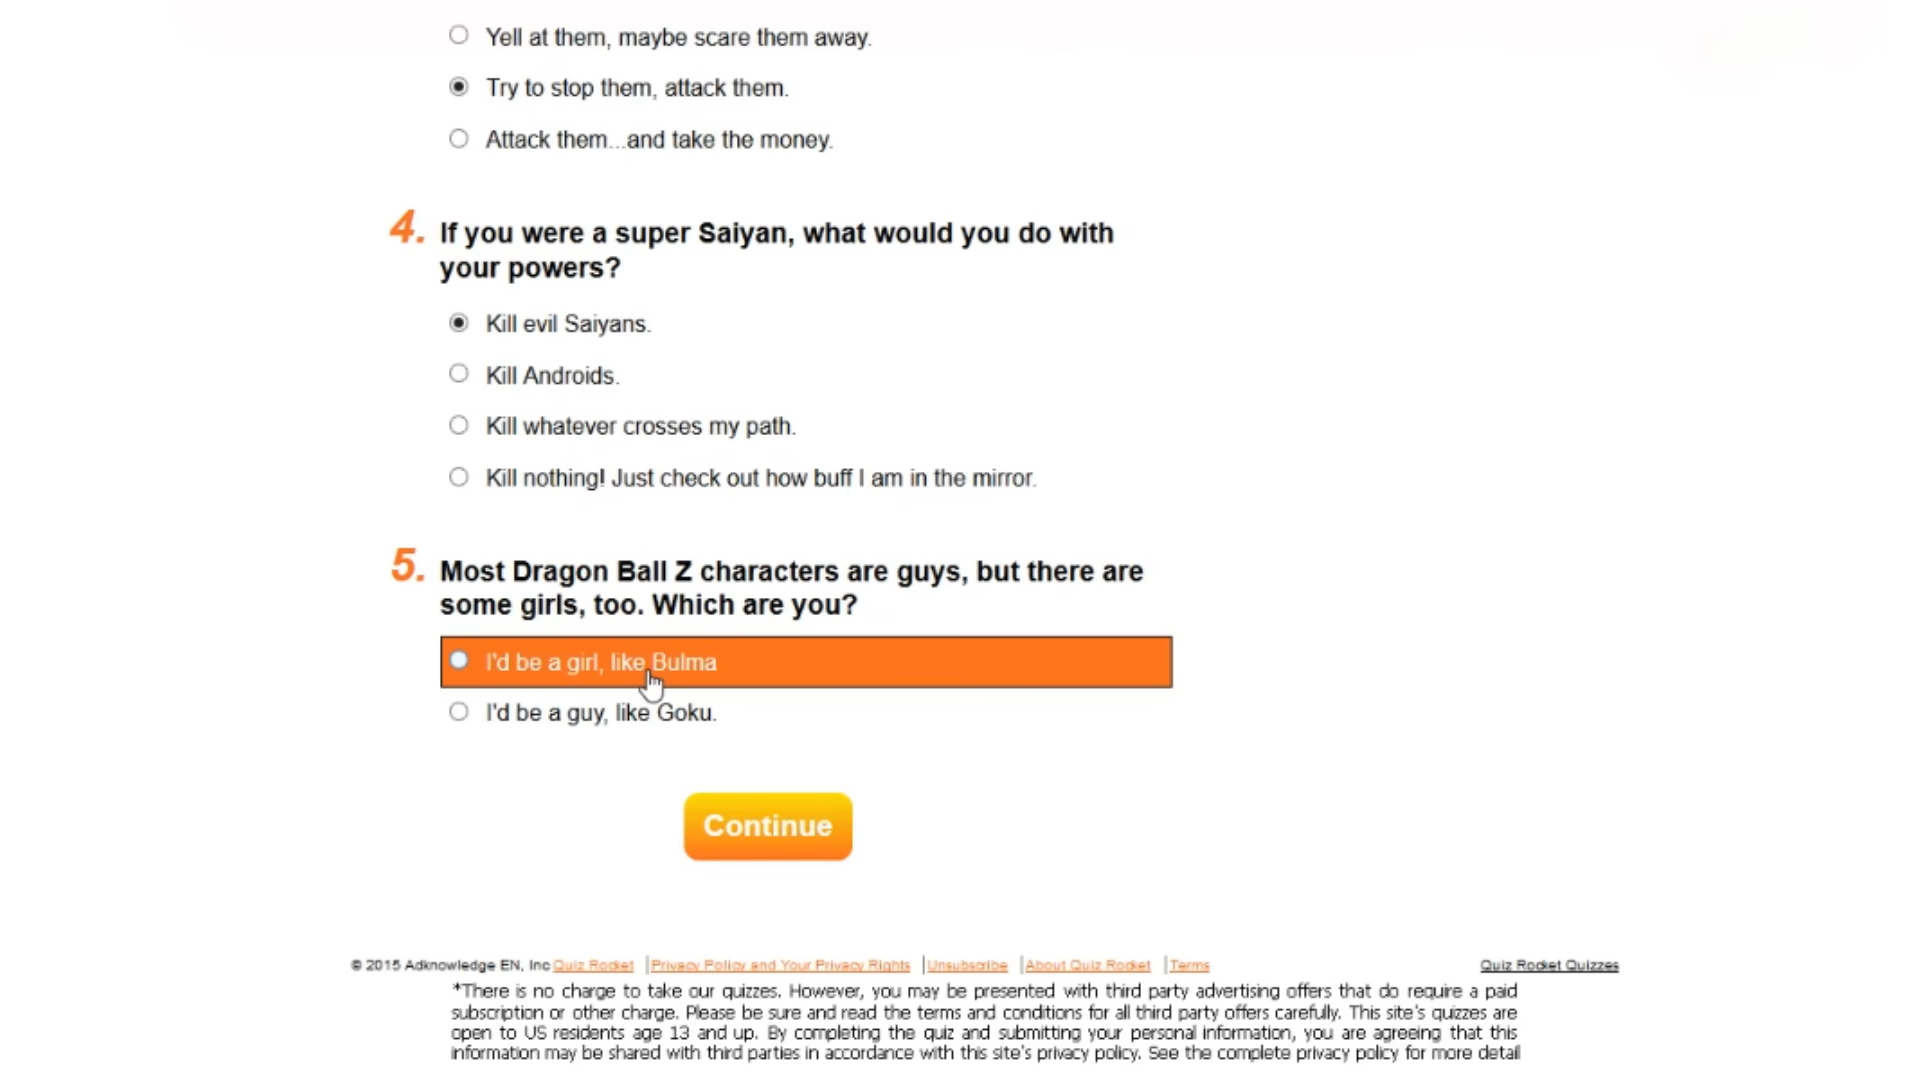 Yell at them, maybe scare them away.
Try to stop them, attack them.
Attack them...and take the money.
4. If you were a super Saiyan, what would you do with
your powers?
Kill evil Saiyans.
Kill Androids.
Kill whatever crosses my path.
Kill nothing! Just check out how buff I am in the mirror.
5. Most Dragon Ball Z characters are guys, but there are
some girls, too. Which are you?
I'd be a girl, like Bulma
I'd be a guy, like Goku.
Continue
© 2015 Adknowledge EN, Inc Quiz Rocket | Privacy Policy and Your Privacy Rights | Unsubscribe | About Quiz Rocket | Terms Quiz Rocket Quizzes
*There is no charge to take our quizzes. However, you may be presented with third party advertising offers that do require a paid
subscription or other charge. Please be sure and read the terms and conditions for all third party offers carefully. This site's quizzes are
open to US residents age 13 and up. By completing the quiz and submitting your personal information, you are agreeing that this
information may be shared with third parties in accordance with this site's privacy policy. See the complete privacy policy for more detail